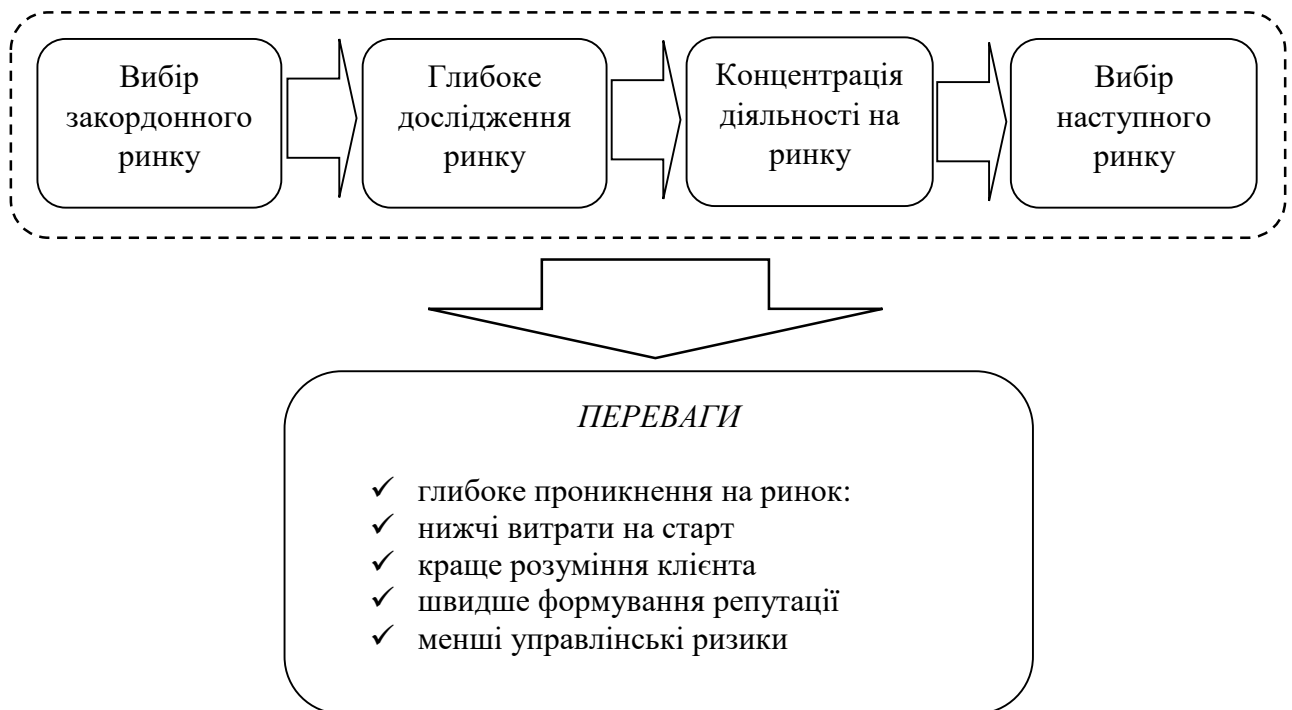 Вибір
закордонного
ринку
Глибоке
дослідження
ринку
Концентрація
діяльності на
ринку
Вибір
наступного
ринку
ПЕРЕВАГИ
✓ глибоке проникнення на ринок:
✓ нижчі витрати на старт
✓ краще розуміння клієнта
✓ швидше формування репутації
✓ менші управлінські ризики